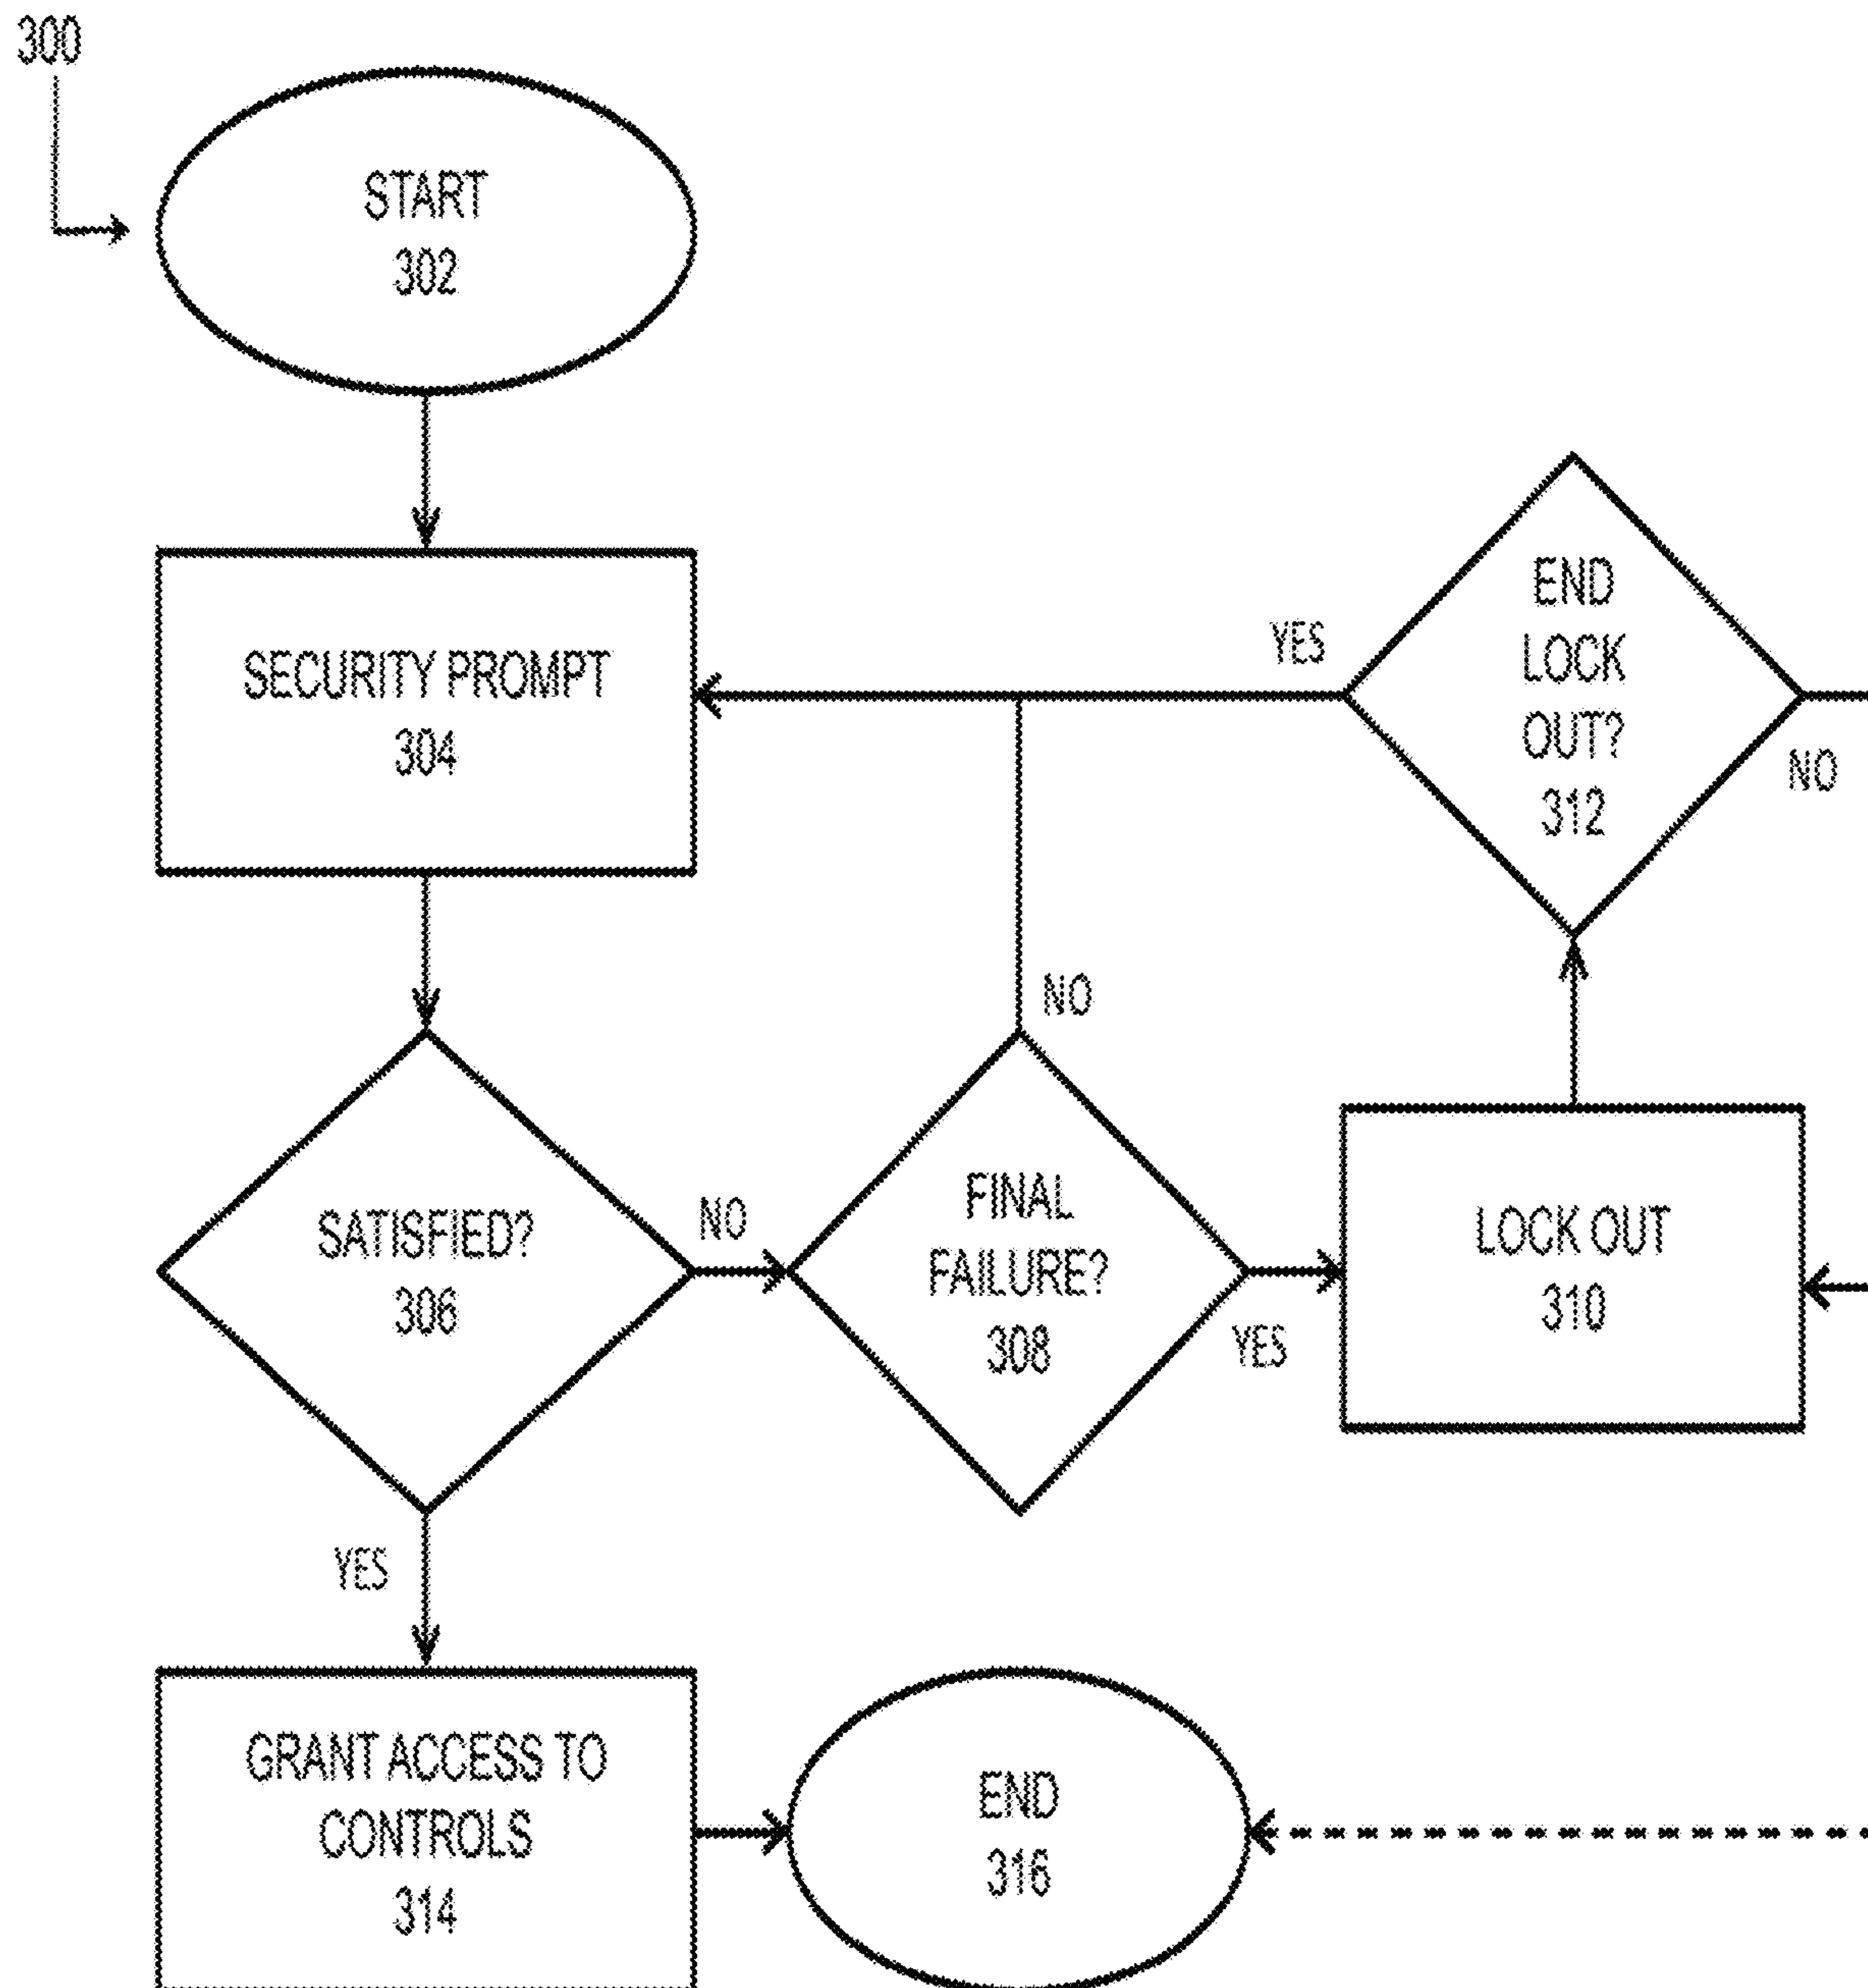 300
START
302
SECURITY PROMPT
304
YES
END
LOCK
OUT?
312
NO
NO
SATISFIED?
306
NO
FINAL
FAILURE?
308
YES
LOCK OUT
310
YES
GRANT ACCESS TO
CONTROLS
314
END
316